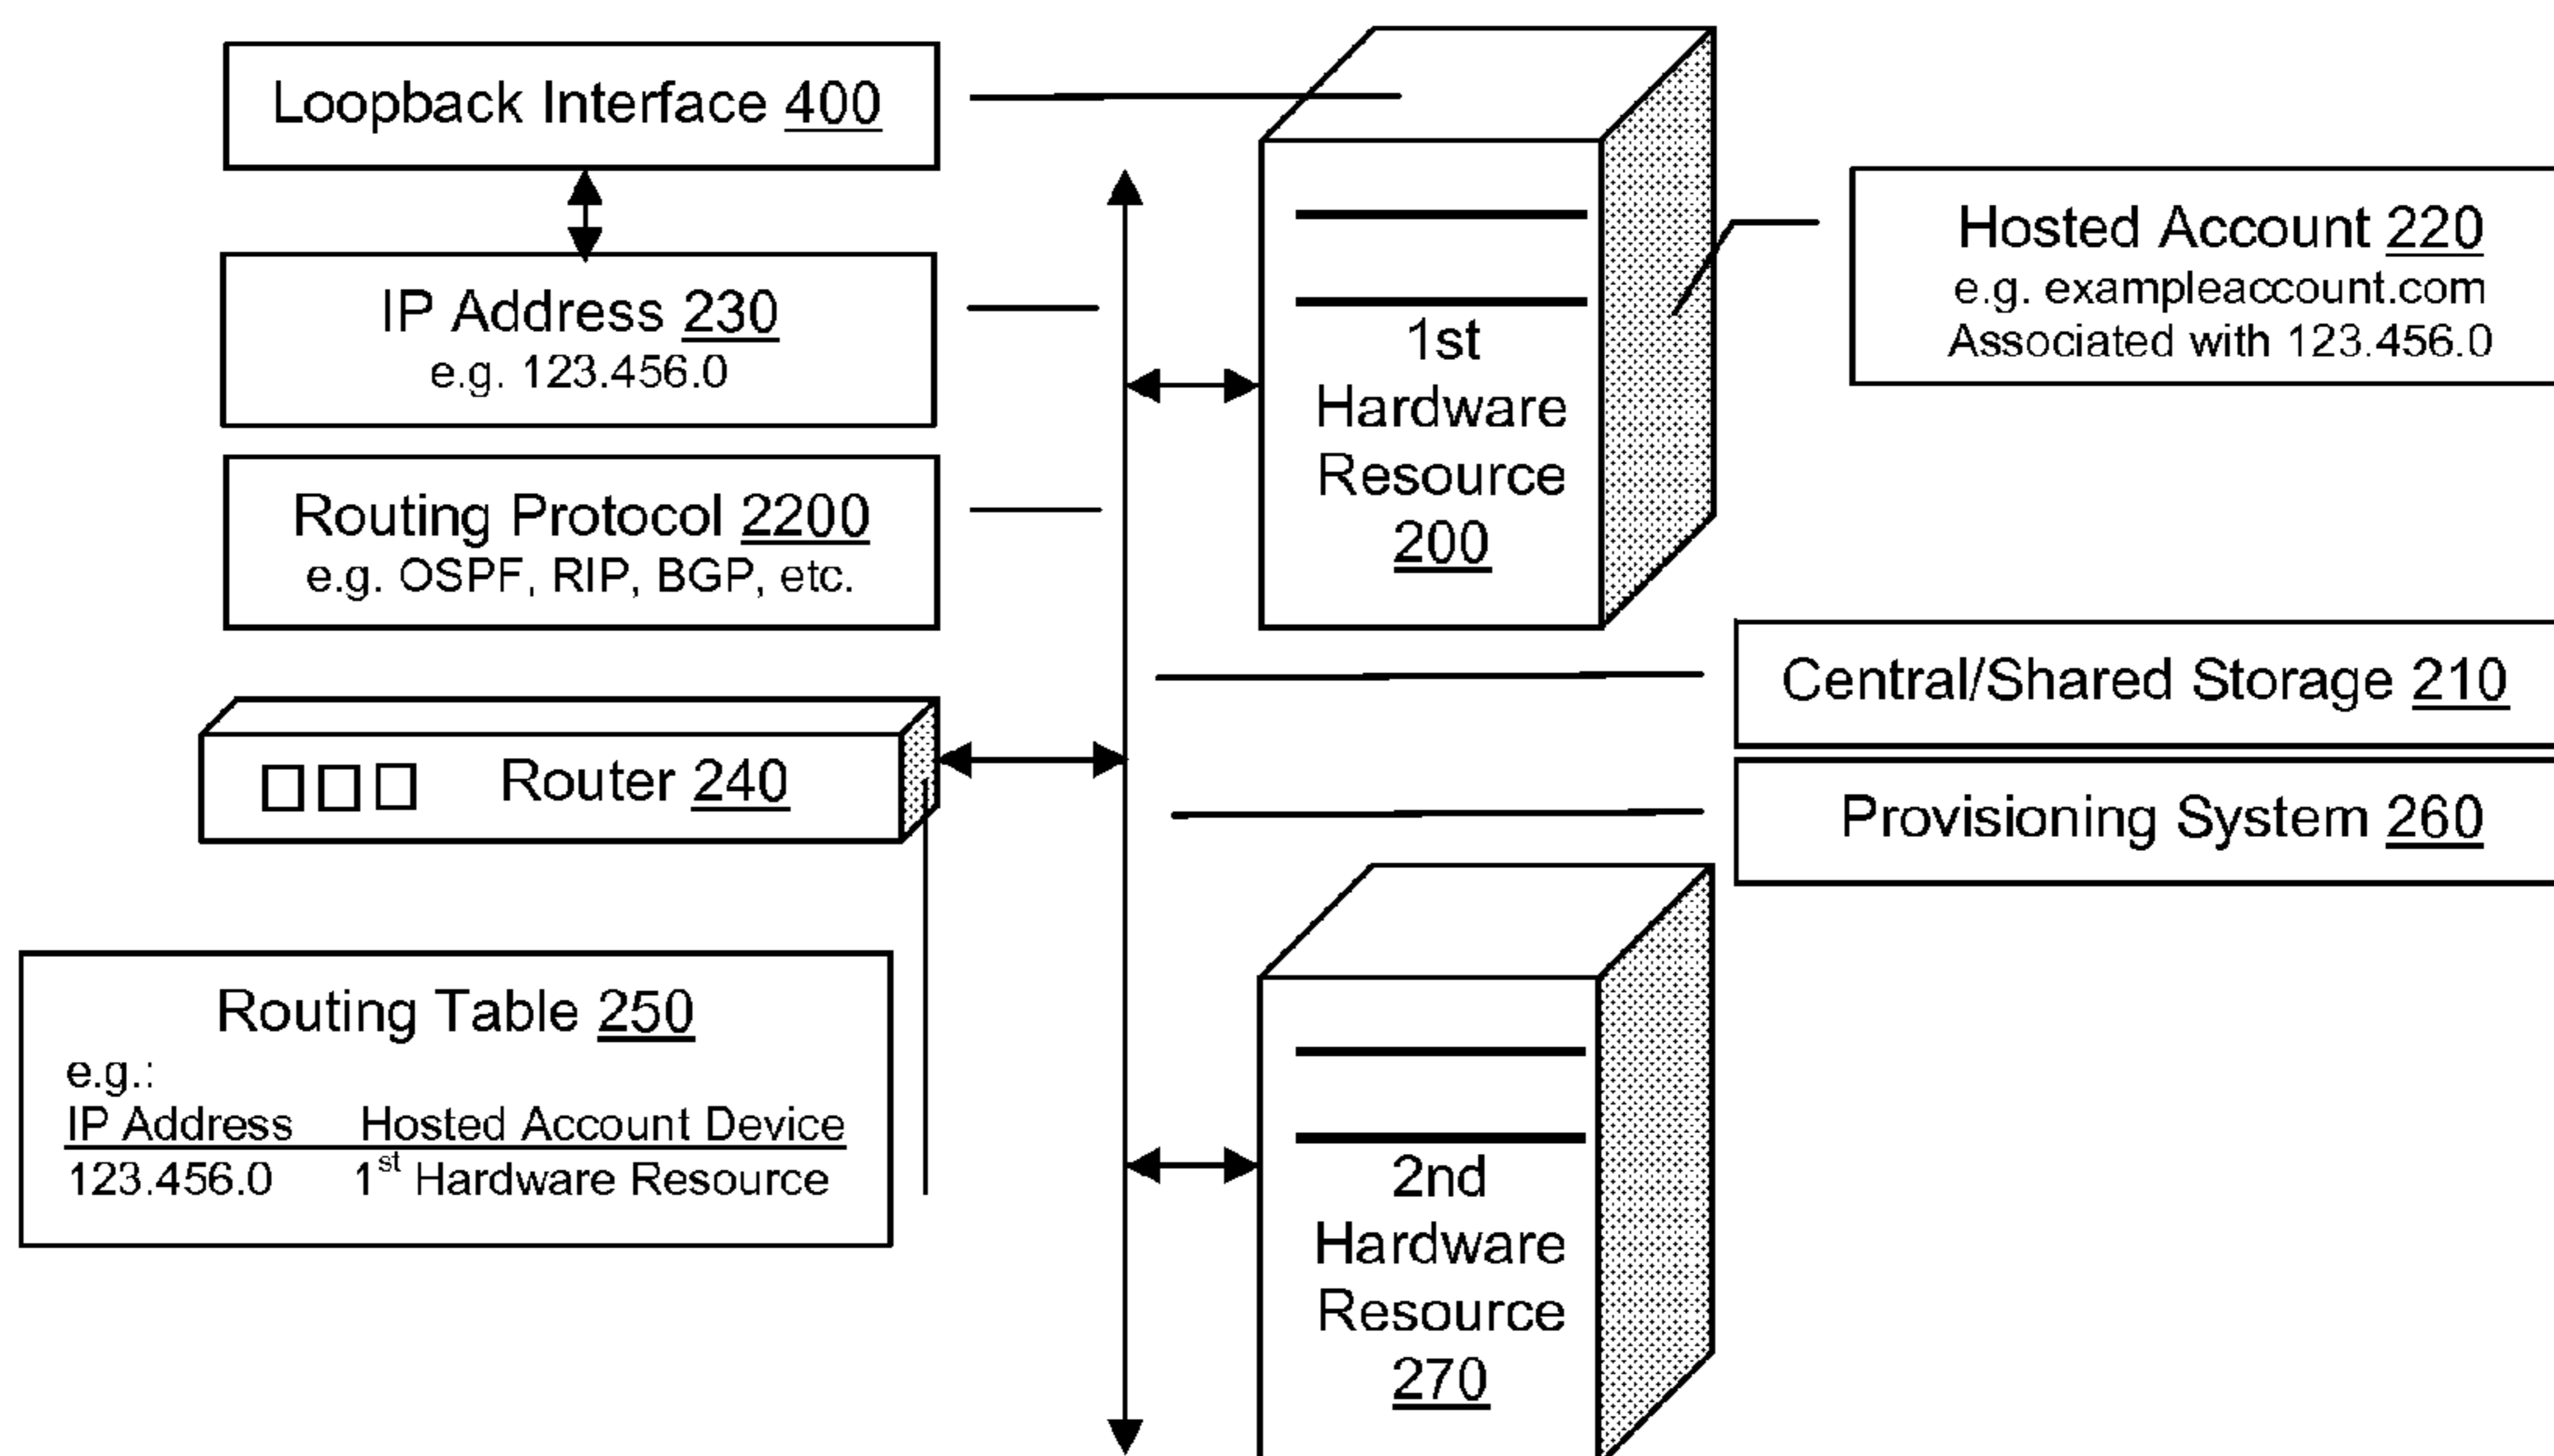 Loopback Interface 400
IP Address 230
e.g. 123.456.0
Routing Protocol 2200
e.g. OSPF, RIP, BGP, etc.
Router 240
Routing Table 250
e.g.:
IP Address Hosted Account Device
123.456.0 1st Hardware Resource
1st
Hardware
Resource
200
Hosted Account 220
e.g. exampleaccount.com
Associated with 123.456.0
Central/Shared Storage 210
Provisioning System 260
2nd
Hardware
Resource
270